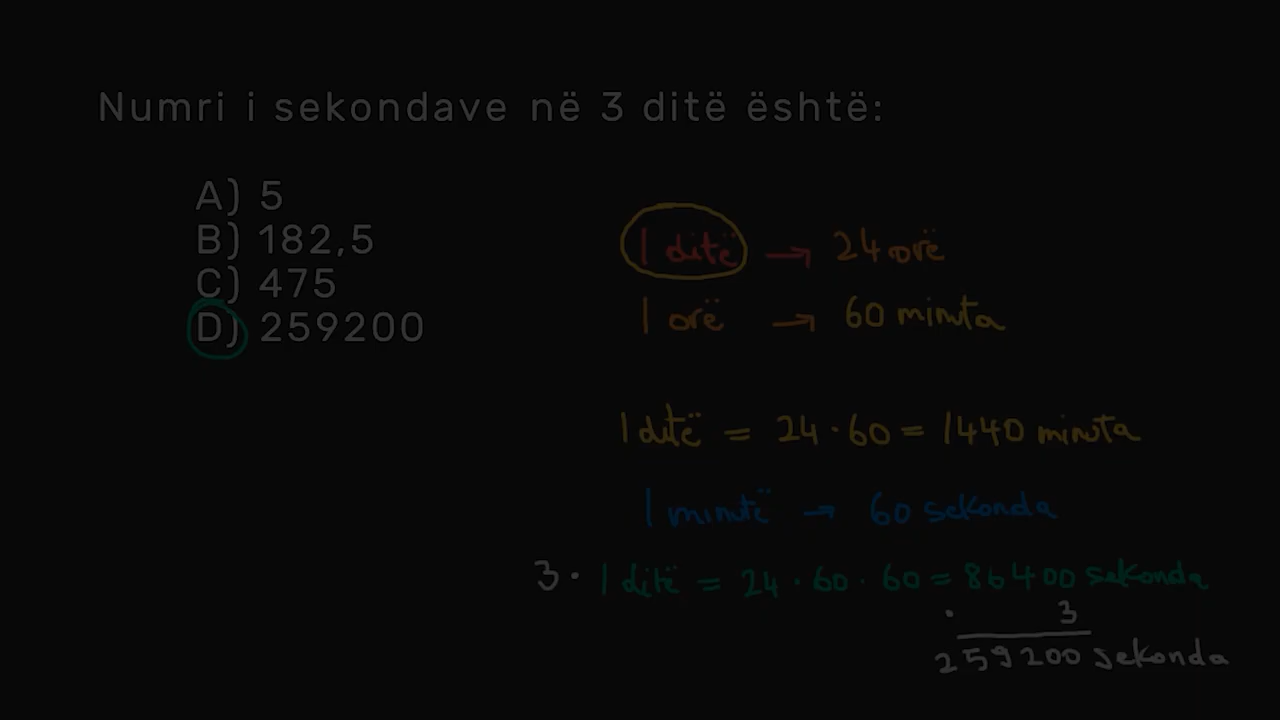 Numri i sekondave në 3 ditë është:
A) 5
B) 182,5
C) 475
D) 259200
1 ditë → 24 orë
1 orë → 60 minuta
1 ditë = 24 · 60 = 1440 minuta
1 minutë → 60 sekonda
3 · 1 ditë = 24 · 60 · 60 = 86400 sekonda
· 3
259200 sekonda